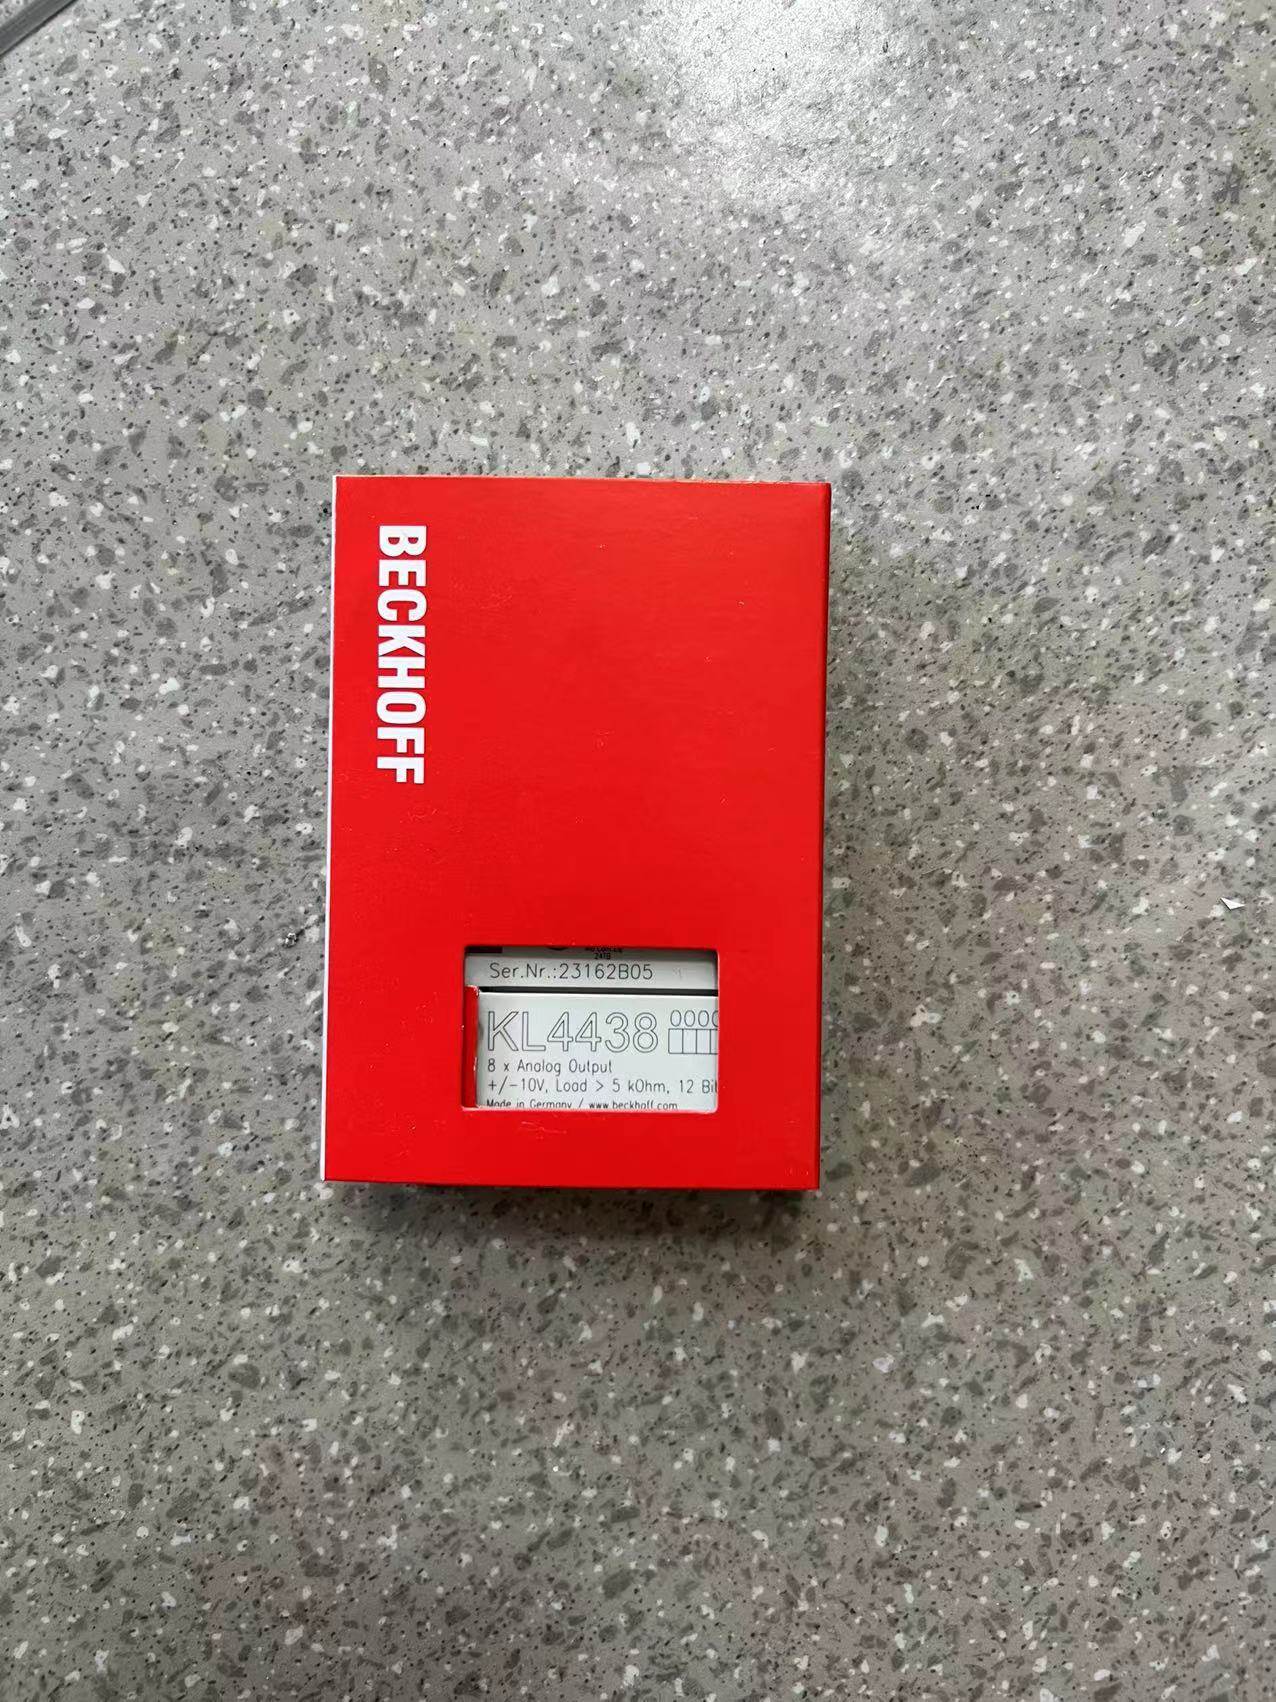 BECKHOFF
Ser.Nr.:23162B05
KL4438
8 x Analog Output
+/-10V, Load > 5 kOhm, 12 Bit
Made in Germany / www.beckhoff.com